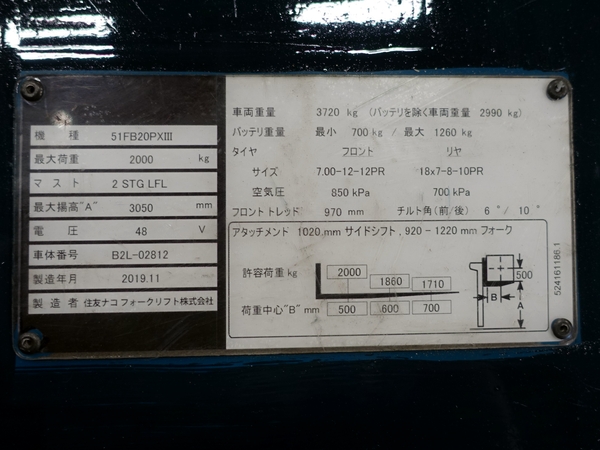 機 種 51FB20PXⅢ
最大荷重 2000 kg
マスト 2 STG LFL
最大揚高"A" 3050 mm
電 圧 48 V
車体番号 B2L-02812
製造年月 2019.11
製造者 住友ナコフォークリフト株式会社
車両重量 3720 kg (バッテリを除く車両重量 2990 kg)
バッテリ重量 最小 700 kg / 最大 1260 kg
タイヤ フロント リヤ
サイズ 7.00-12-12PR 18x7-8-10PR
空気圧 850 kPa 700 kPa
フロントトレッド 970 mm チルト角(前/後) 6°/ 10°
アタッチメント 1020 mm サイドシフト, 920 - 1220 mm フォーク
許容荷重 kg 2000 1860 1710
荷重中心"B" mm 500 600 700
500
B
A
524161186.1